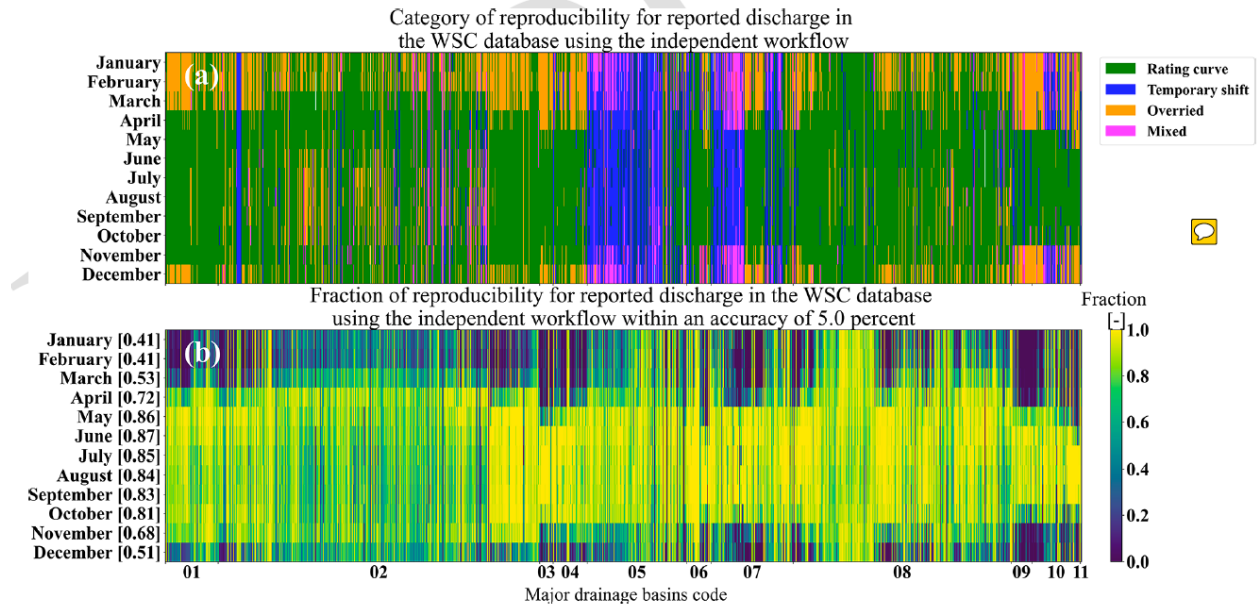 Category of reproducibility for reported discharge in
the WSC database using the independent workflow
(a)
January
February
March
April
May
June
July
August
September
October
November
December
Rating curve
Temporary shift
Overried
Mixed
Fraction of reproducibility for reported discharge in the WSC database
using the independent workflow within an accuracy of 5.0 percent
(b)
January [0.41]
February [0.41]
March [0.53]
April [0.72]
May [0.86]
June [0.87]
July [0.85]
August [0.84]
September [0.83]
October [0.81]
November [0.68]
December [0.51]
01 02 03 04 05 06 07 08 09 10 11
Major drainage basins code
Fraction
[-]
1.0
0.8
0.6
0.4
0.2
0.0